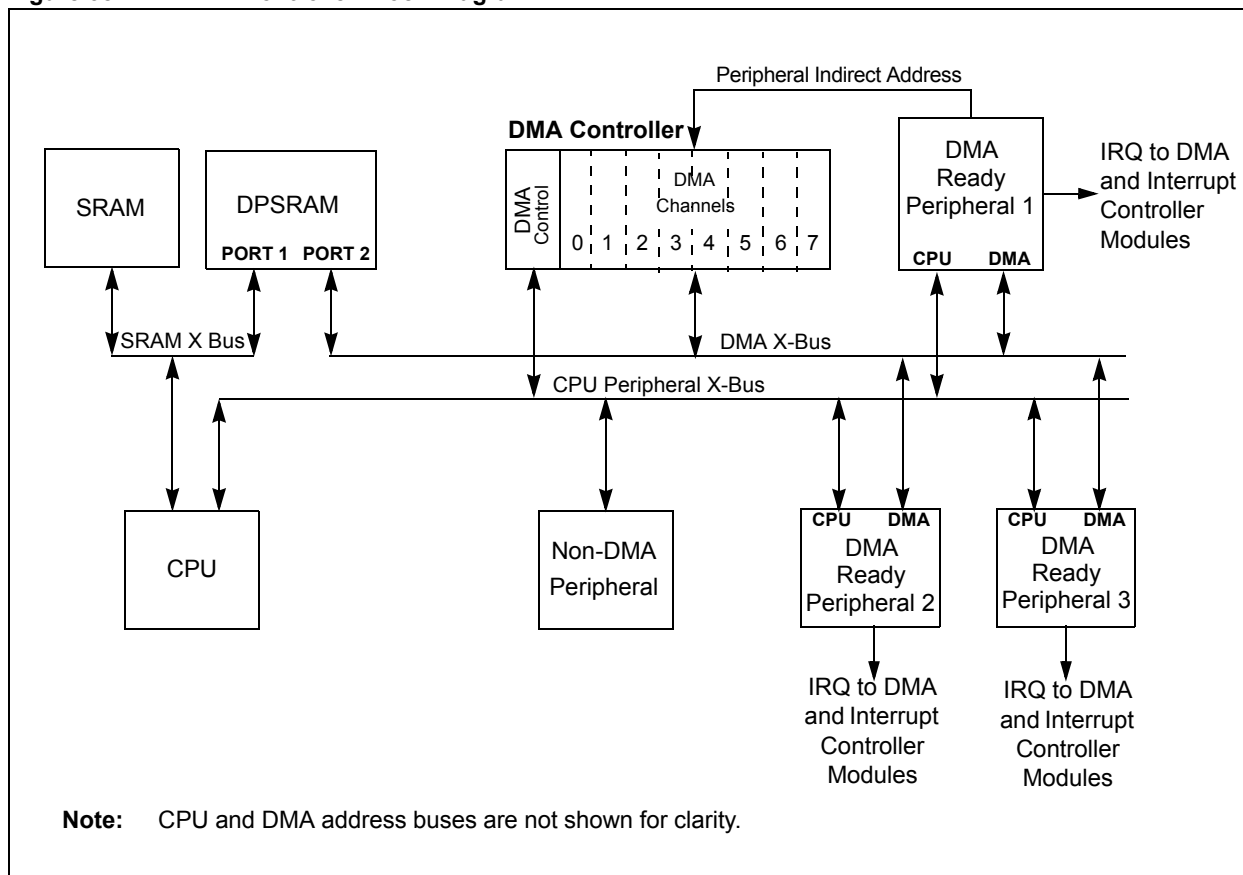 Peripheral Indirect Address
DMA Controller
SRAM
DPSRAM
PORT 1 PORT 2
DMA Control
DMA
Channels
0 1 2 3 4 5 6 7
DMA
Ready
Peripheral 1
CPU DMA
IRQ to DMA
and Interrupt
Controller
Modules
SRAM X Bus
DMA X-Bus
CPU Peripheral X-Bus
CPU
Non-DMA
Peripheral
CPU DMA
DMA
Ready
Peripheral 2
CPU DMA
DMA
Ready
Peripheral 3
IRQ to DMA
and Interrupt
Controller
Modules
IRQ to DMA
and Interrupt
Controller
Modules
Note: CPU and DMA address buses are not shown for clarity.